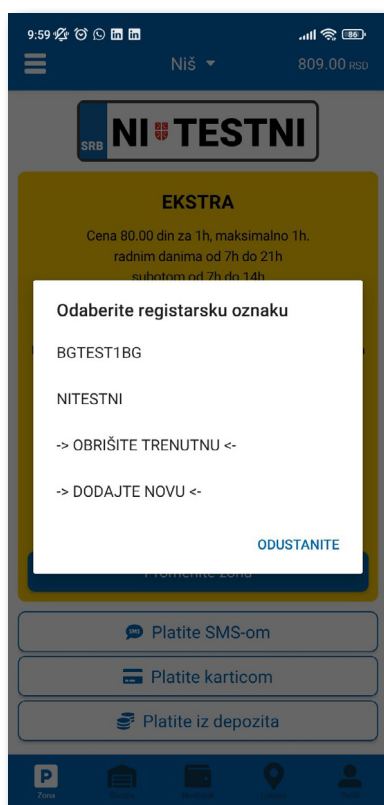 9:59
86
Niš
809.00 RSD
SRB
NI TESTNI
EKSTRA
Cena 80.00 din za 1h, maksimalno 1h.
radnim danima od 7h do 21h
subotom od 7h do 14h
Odaberite registarsku oznaku
BGTEST1BG
NITESTNI
-> OBRIŠITE TRENUTNU <-
-> DODAJTE NOVU <-
ODUSTANITE
Promenite zonu
SMS
Platite SMS-om
Platite karticom
Platite iz depozita
P
Zona